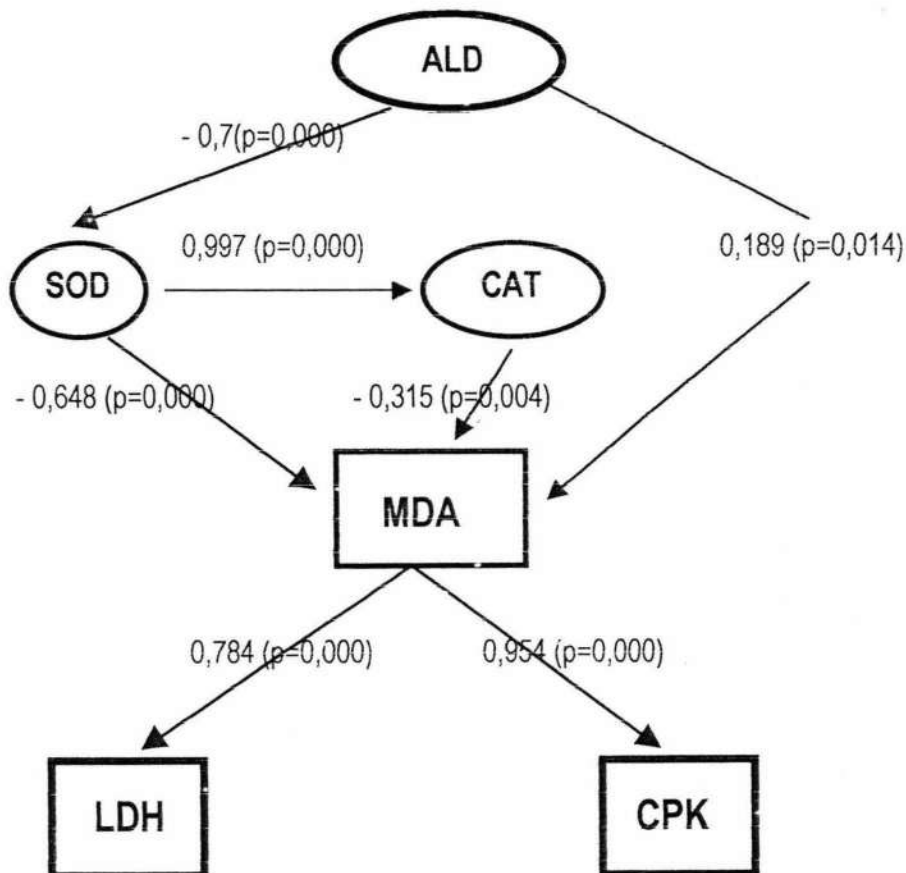 ALD
- 0,7(p=0,000)
0,997 (p=0,000)
0,189 (p=0,014)
SOD
CAT
- 0,648 (p=0,000)
- 0,315 (p=0,004)
MDA
0,784 (p=0,000)
0,954 (p=0,000)
LDH
CPK